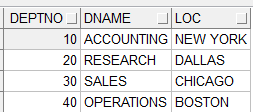 DEPTNO DNAME LOC
10 ACCOUNTING NEW YORK
20 RESEARCH DALLAS
30 SALES CHICAGO
40 OPERATIONS BOSTON